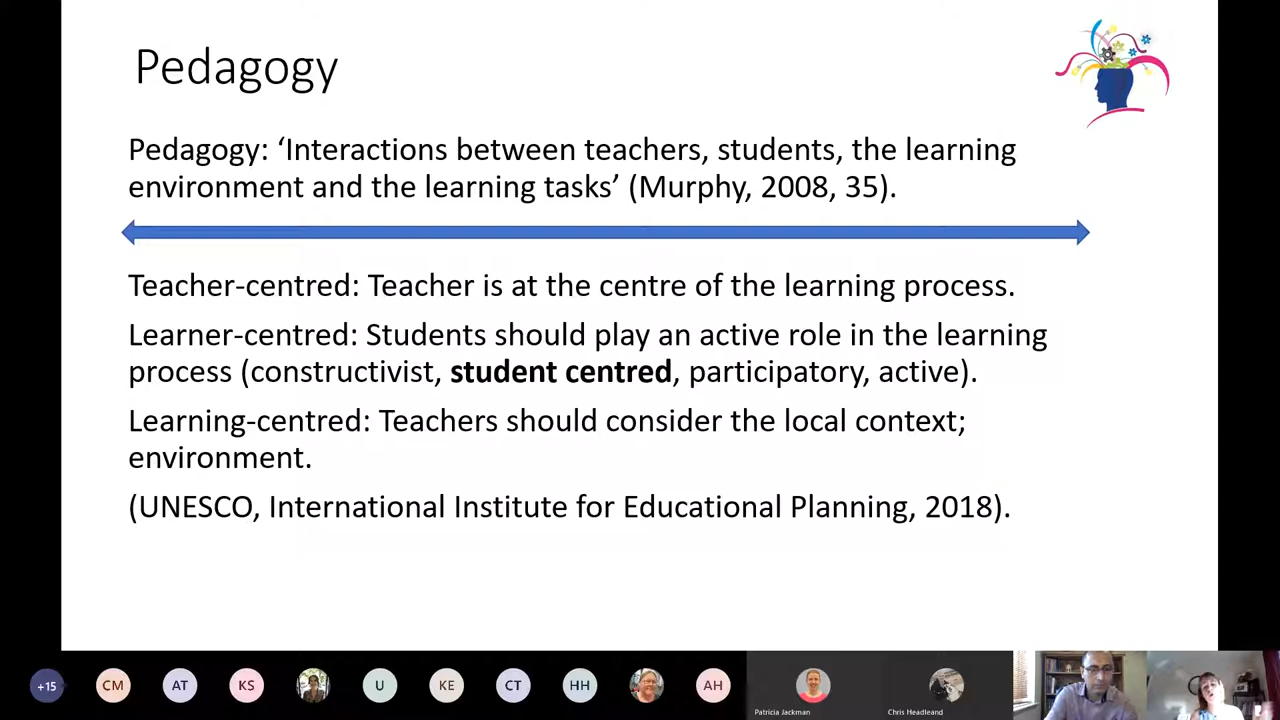 Pedagogy
Pedagogy: ‘Interactions between teachers, students, the learning
environment and the learning tasks’ (Murphy, 2008, 35).
Teacher-centred: Teacher is at the centre of the learning process.
Learner-centred: Students should play an active role in the learning
process (constructivist, student centred, participatory, active).
Learning-centred: Teachers should consider the local context;
environment.
(UNESCO, International Institute for Educational Planning, 2018).
+15 CM AT KS U KE CT HH AH
Patricia Jackman Chris Headleand